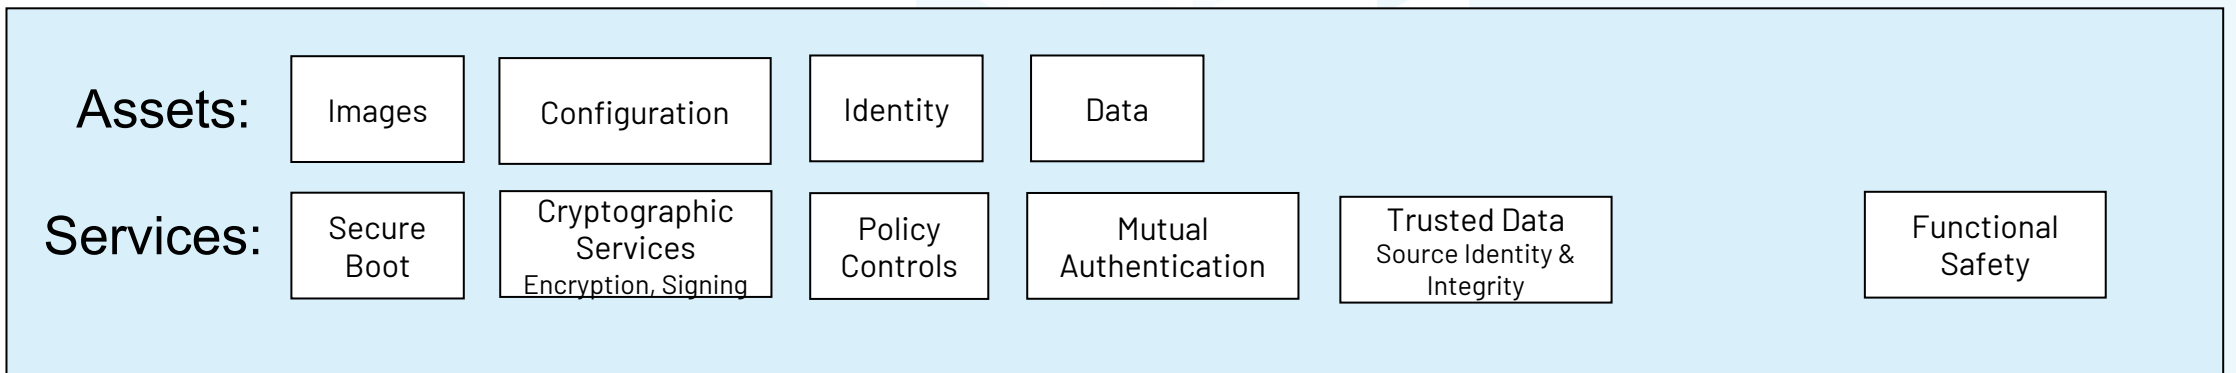 Assets:
Images
Configuration
Identity
Data
Services:
Secure
Boot
Cryptographic
Services
Encryption, Signing
Policy
Controls
Mutual
Authentication
Trusted Data
Source Identity &
Integrity
Functional
Safety